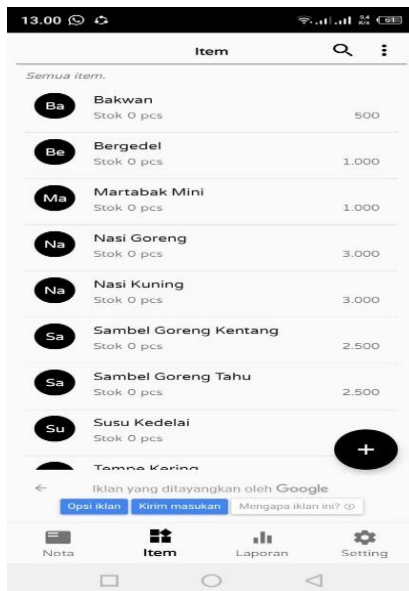 13.00
Item
Semua item.
Ba Bakwan
Stok 0 pcs 500
Be Bergedel
Stok 0 pcs 1.000
Ma Martabak Mini
Stok 0 pcs 1.000
Na Nasi Goreng
Stok 0 pcs 3.000
Na Nasi Kuning
Stok 0 pcs 3.000
Sa Sambel Goreng Kentang
Stok 0 pcs 2.500
Sa Sambel Goreng Tahu
Stok 0 pcs 2.500
Su Susu Kedelai
Stok 0 pcs
+
Tempe Kering
Iklan yang ditayangkan oleh Google
Opsi iklan Kirim masukan Mengapa iklan ini?
Nota Item Laporan Setting